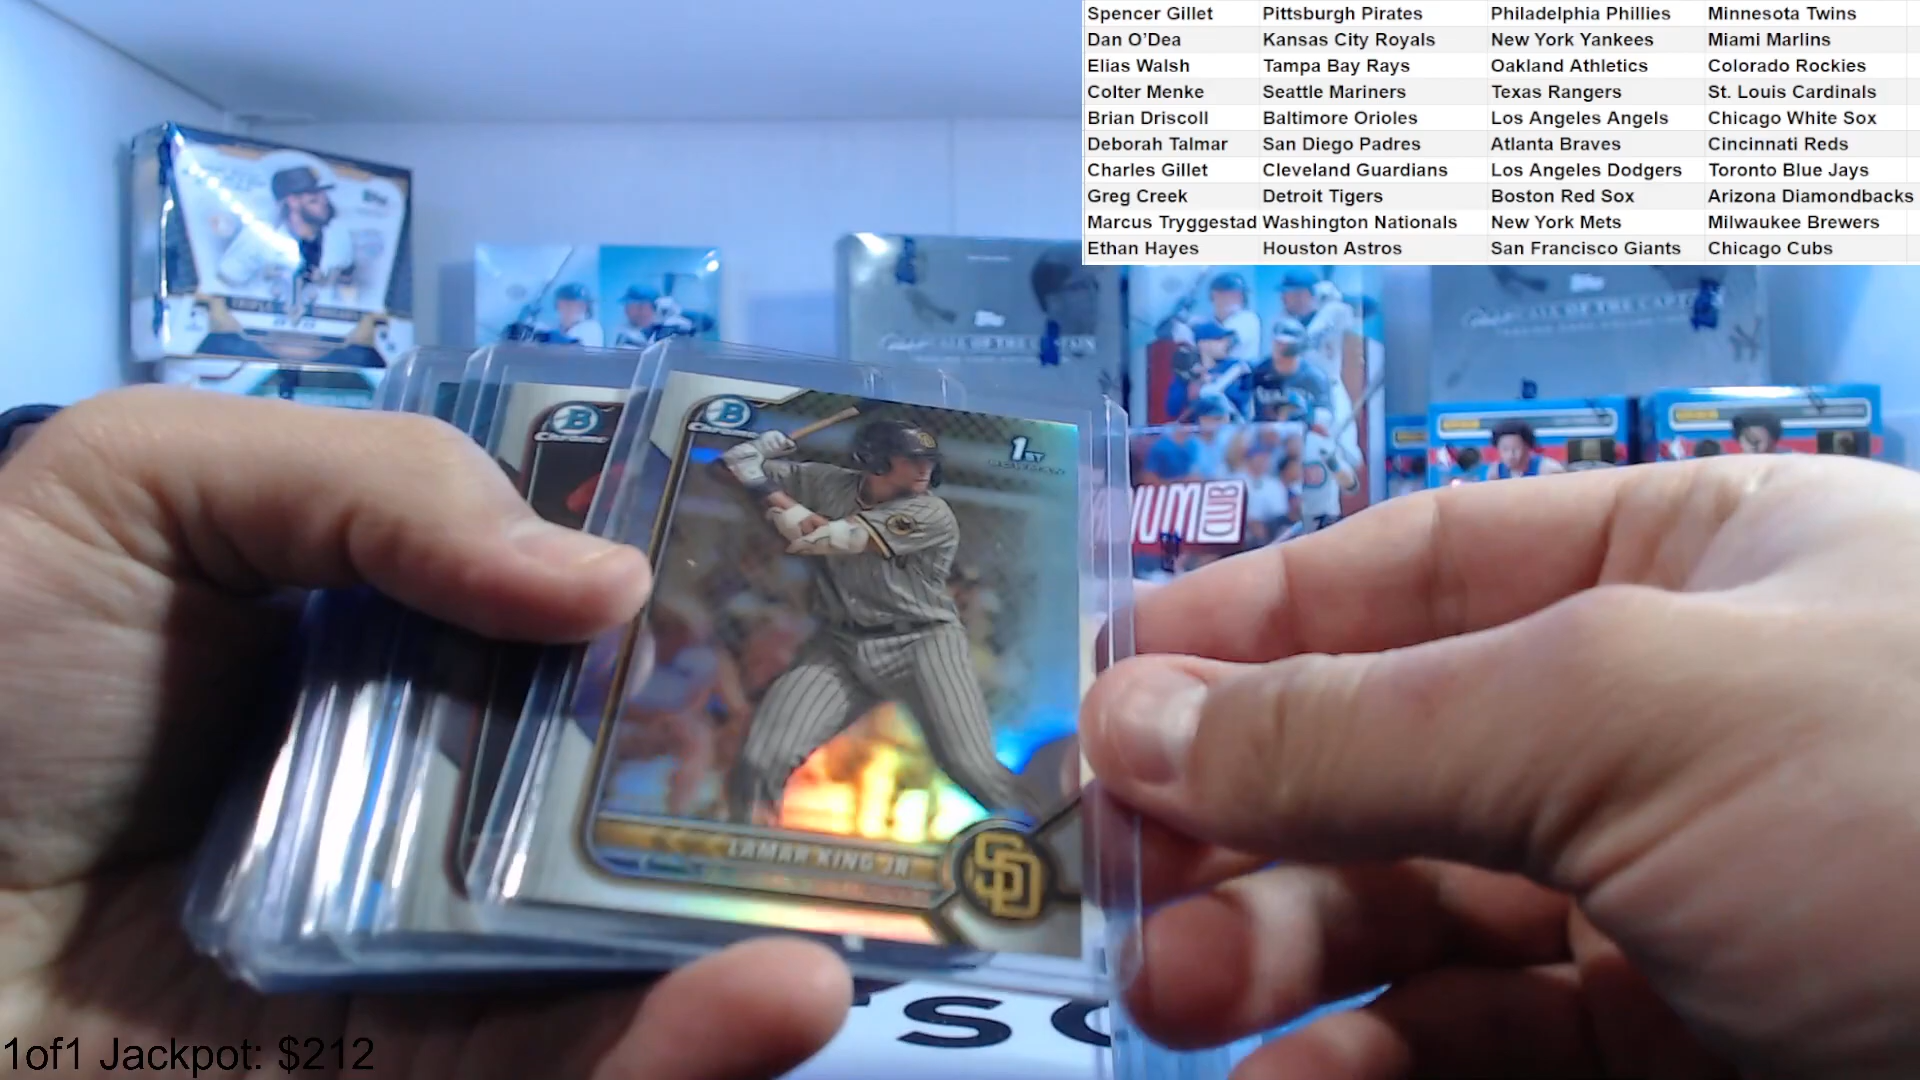 Spencer Gillet Pittsburgh Pirates Philadelphia Phillies Minnesota Twins
Dan O'Dea Kansas City Royals New York Yankees Miami Marlins
Elias Walsh Tampa Bay Rays Oakland Athletics Colorado Rockies
Colter Menke Seattle Mariners Texas Rangers St. Louis Cardinals
Brian Driscoll Baltimore Orioles Los Angeles Angels Chicago White Sox
Deborah Talmar San Diego Padres Atlanta Braves Cincinnati Reds
Charles Gillet Cleveland Guardians Los Angeles Dodgers Toronto Blue Jays
Greg Creek Detroit Tigers Boston Red Sox Arizona Diamondbacks
Marcus Tryggestad Washington Nationals New York Mets Milwaukee Brewers
Ethan Hayes Houston Astros San Francisco Giants Chicago Cubs
B
Chrome
B
Chrome
1ST
BOWMAN
LAMAR KING JR
SD
CLUB
1of1 Jackpot: $212